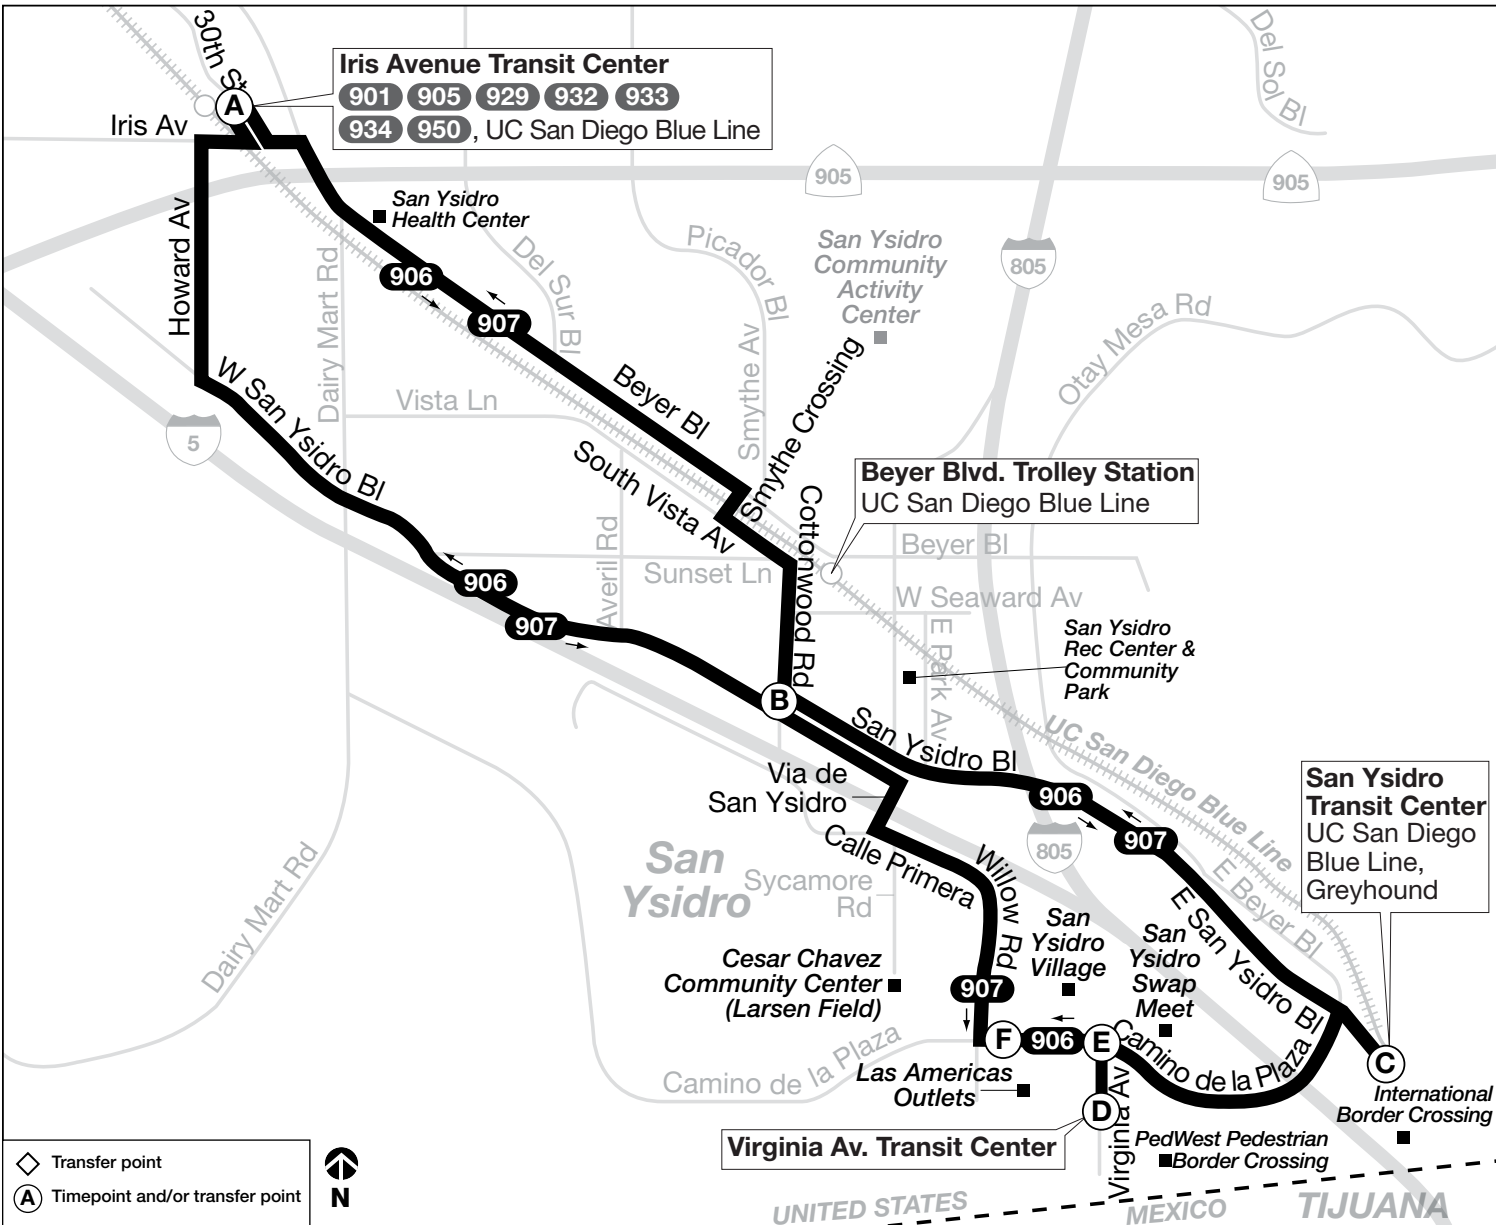 30th St
Iris Avenue Transit Center
901 905 929 932 933
934 950, UC San Diego Blue Line
A
Iris Av
Del Sol Bl
905
905
San Ysidro
Health Center
Howard Av
Dairy Mart Rd
Del Sur Bl
Picador Bl
San Ysidro
Community
Activity
Center
805
906
907
Otay Mesa Rd
Smythe Av
Beyer Bl
Smythe Crossing
W San Ysidro Bl
Vista Ln
5
South Vista Av
Beyer Blvd. Trolley Station
UC San Diego Blue Line
Cottonwood Rd
Averil Rd
Sunset Ln
Beyer Bl
906
907
W Seaward Av
E Park Av
San Ysidro
Rec Center &
Community
Park
B
San Ysidro Bl
UC San Diego Blue Line
Via de
San Ysidro
906
907
San Ysidro
Transit Center
UC San Diego
Blue Line,
Greyhound
805
Calle Primera
Willow Rd
San
Ysidro
Sycamore
Rd
E Beyer Bl
E San Ysidro Bl
Dairy Mart Rd
San
Ysidro
Village
San
Ysidro
Swap
Meet
Cesar Chavez
Community Center
(Larsen Field)
907
F
906
E
Camino de la Plaza
C
Camino de la Plaza
Las Americas
Outlets
D
Virginia Av
International
Border Crossing
Virginia Av. Transit Center
PedWest Pedestrian
Border Crossing
Transfer point
A Timepoint and/or transfer point
N
UNITED STATES
MEXICO
TIJUANA